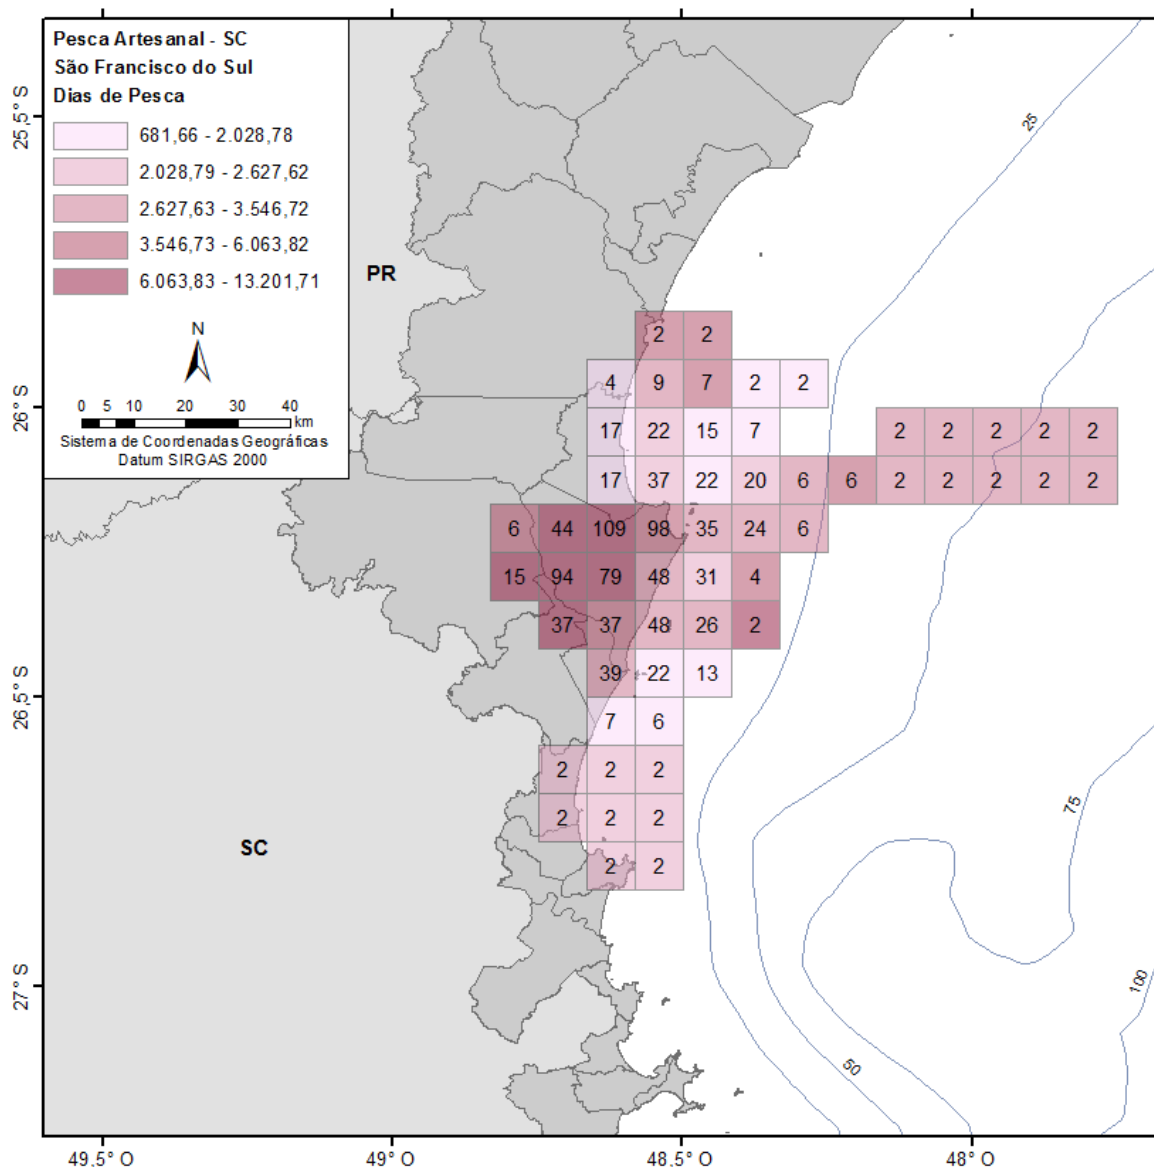 Pesca Artesanal - SC
São Francisco do Sul
Dias de Pesca
681,66 - 2.028,78
2.028,79 - 2.627,62
2.627,63 - 3.546,72
3.546,73 - 6.063,82
6.063,83 - 13.201,71
N
0 5 10 20 30 40
km
Sistema de Coordenadas Geográficas
Datum SIRGAS 2000
PR
SC
25
50
75
100
2 2
4 9 7 2 2
17 22 15 7 2 2 2 2 2
17 37 22 20 6 6 2 2 2 2 2
6 44 109 98 35 24 6
15 94 79 48 31 4
37 37 48 26 2
39 22 13
7 6
2 2 2
2 2 2
2 2
25,5° S
26° S
26,5° S
27° S
49,5° O 49° O 48,5° O 48° O